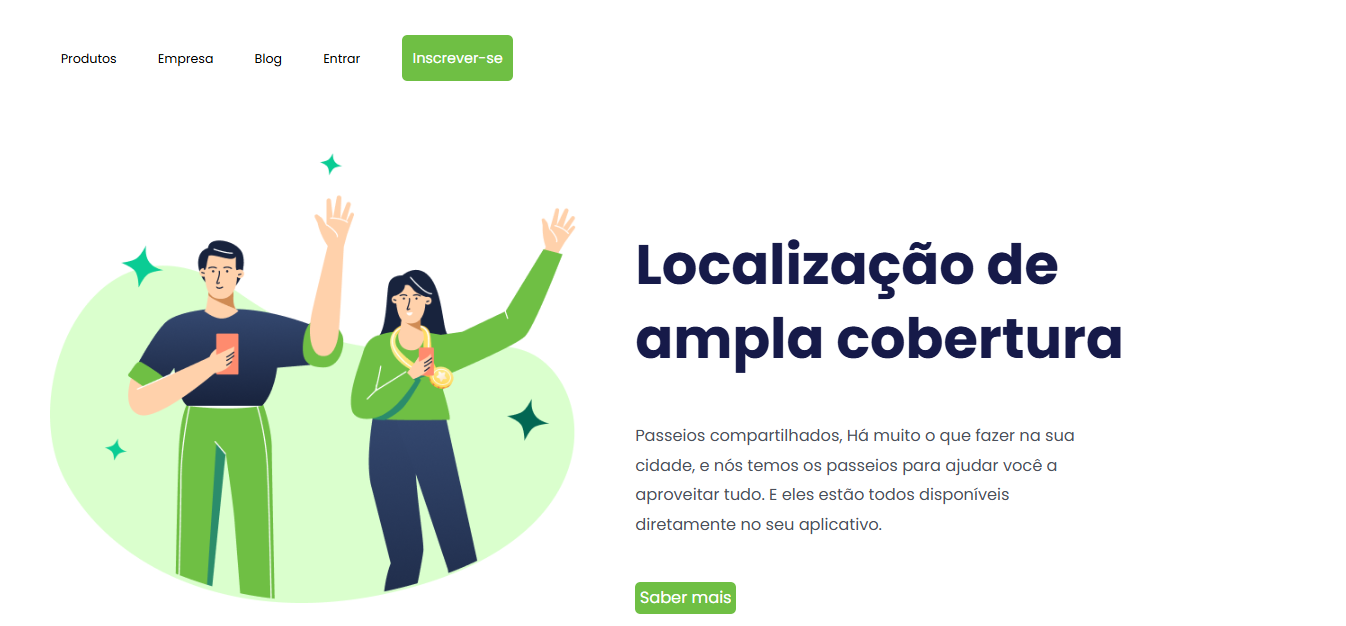 Produtos Empresa Blog Entrar Inscrever-se
Localização de
ampla cobertura
Passeios compartilhados, Há muito o que fazer na sua
cidade, e nós temos os passeios para ajudar você a
aproveitar tudo. E eles estão todos disponíveis
diretamente no seu aplicativo.
Saber mais